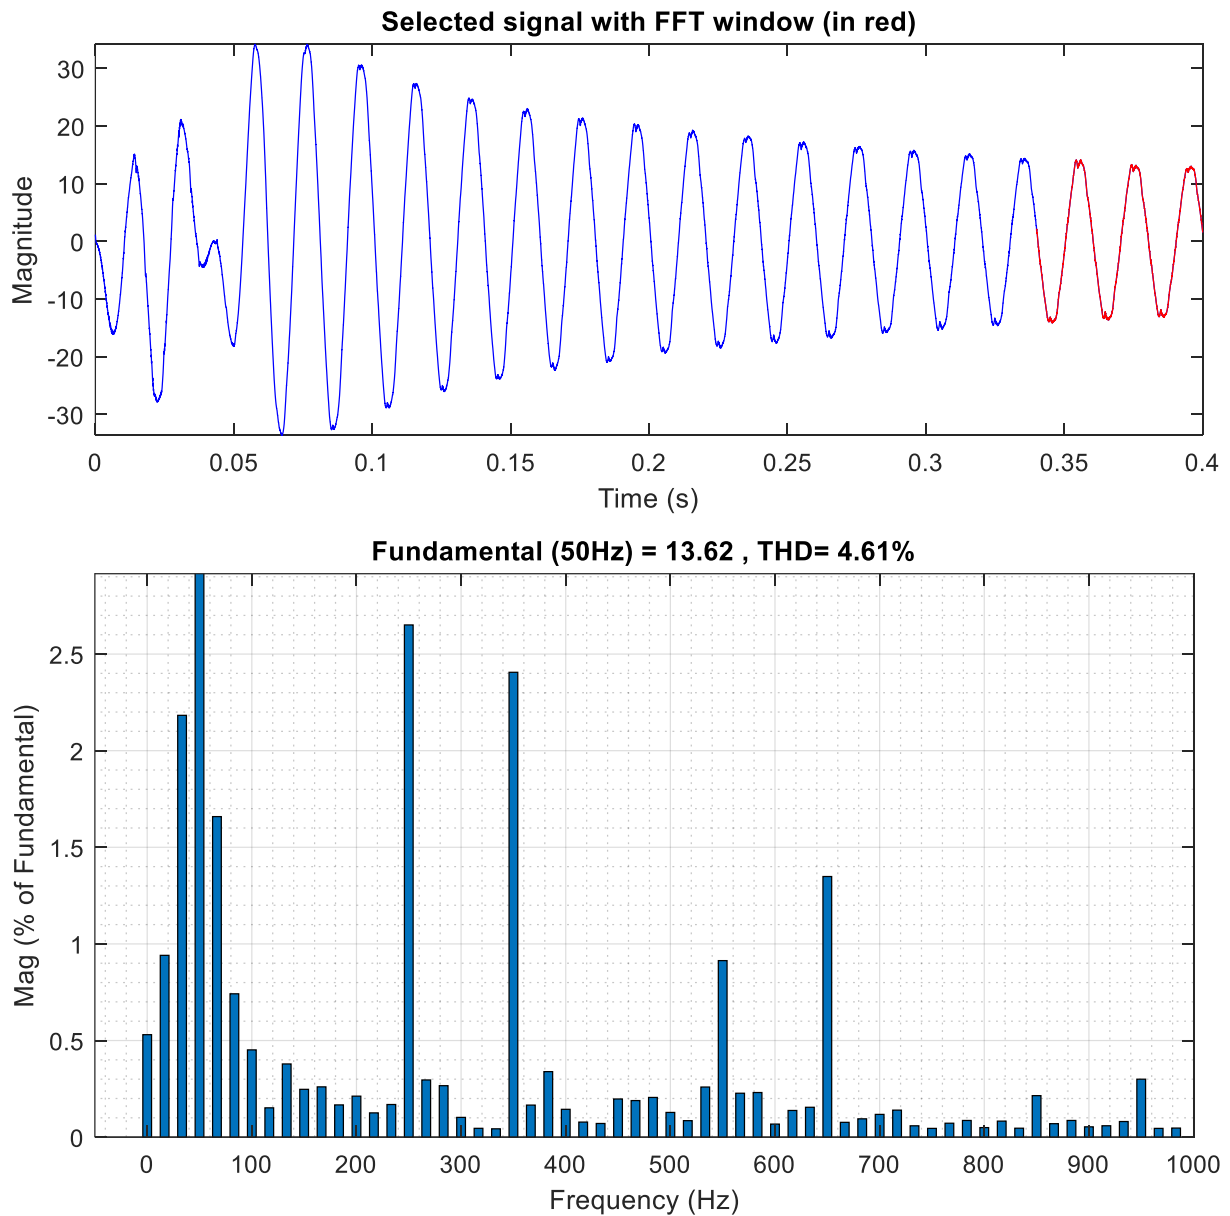 Selected signal with FFT window (in red)
30
20
10
0
-10
-20
-30
Magnitude
0 0.05 0.1 0.15 0.2 0.25 0.3 0.35 0.4
Time (s)
Fundamental (50Hz) = 13.62 , THD= 4.61%
2.5
2
1.5
1
0.5
0
Mag (% of Fundamental)
0 100 200 300 400 500 600 700 800 900 1000
Frequency (Hz)